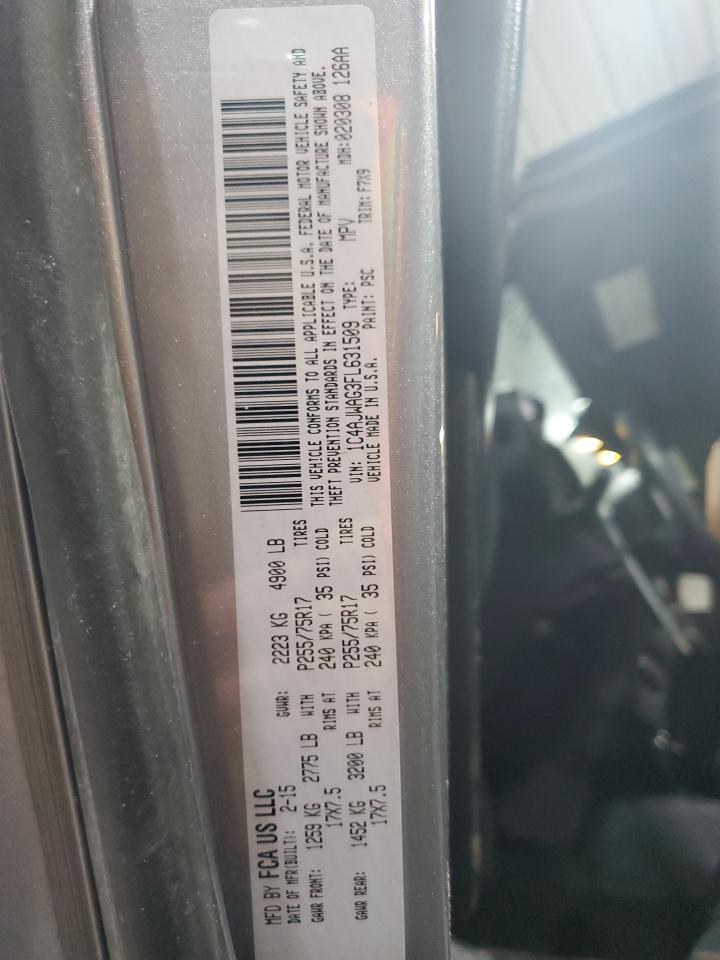 MFD BY FCA US LLC
DATE OF MFR(BUILT): 2-15 GVWR: 2223 KG 4900 LB
GAWR FRONT: 1259 KG 2775 LB WITH P255/75R17 TIRES
17X7.5 RIMS AT 240 KPA ( 35 PSI) COLD
GAWR REAR: 1452 KG 3200 LB WITH P255/75R17 TIRES
17X7.5 RIMS AT 240 KPA ( 35 PSI) COLD
THIS VEHICLE CONFORMS TO ALL APPLICABLE U.S.A. FEDERAL MOTOR VEHICLE SAFETY AND
THEFT PREVENTION STANDARDS IN EFFECT ON THE DATE OF MANUFACTURE SHOWN ABOVE.
VIN: 1C4AJWAG3FL631509 TYPE: MPV MDH:020308 126AA
VEHICLE MADE IN U.S.A. PAINT: PSC TRIM: F7X9